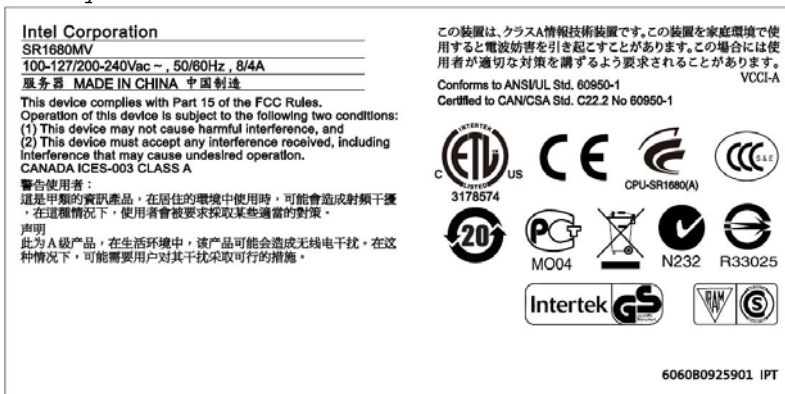 Intel Corporation
SR1680MV
100-127/200-240Vac ~ , 50/60Hz , 8/4A
服务器 MADE IN CHINA 中国制造
This device complies with Part 15 of the FCC Rules.
Operation of this device is subject to the following two conditions:
(1) This device may not cause harmful interference, and
(2) This device must accept any interference received, including
interference that may cause undesired operation.
CANADA ICES-003 CLASS A
警告使用者：
這是甲類的資訊產品，在居住的環境中使用時，可能會造成射頻干擾
，在這種情況下，使用者會被要求採取某些適當的對策。
声明
此为A级产品，在生活环境中，该产品可能会造成无线电干扰。在这
种情况下，可能需要用户对其干扰采取可行的措施。
この装置は、クラスA情報技術装置です。この装置を家庭環境で使
用すると電波妨害を引き起こすことがあります。この場合には使
用者が適切な対策を講ずるよう要求されることがあります。
VCCI-A
Conforms to ANSI/UL Std. 60950-1
Certified to CAN/CSA Std. C22.2 No 60950-1
INTERTEK
C ETL US
LISTED
3178574
CE
CPU-SR1680(A)
CCC S&E
20
PCT
MO04
N232
R33025
Intertek GS
RAM S
6060B0925901 IPT